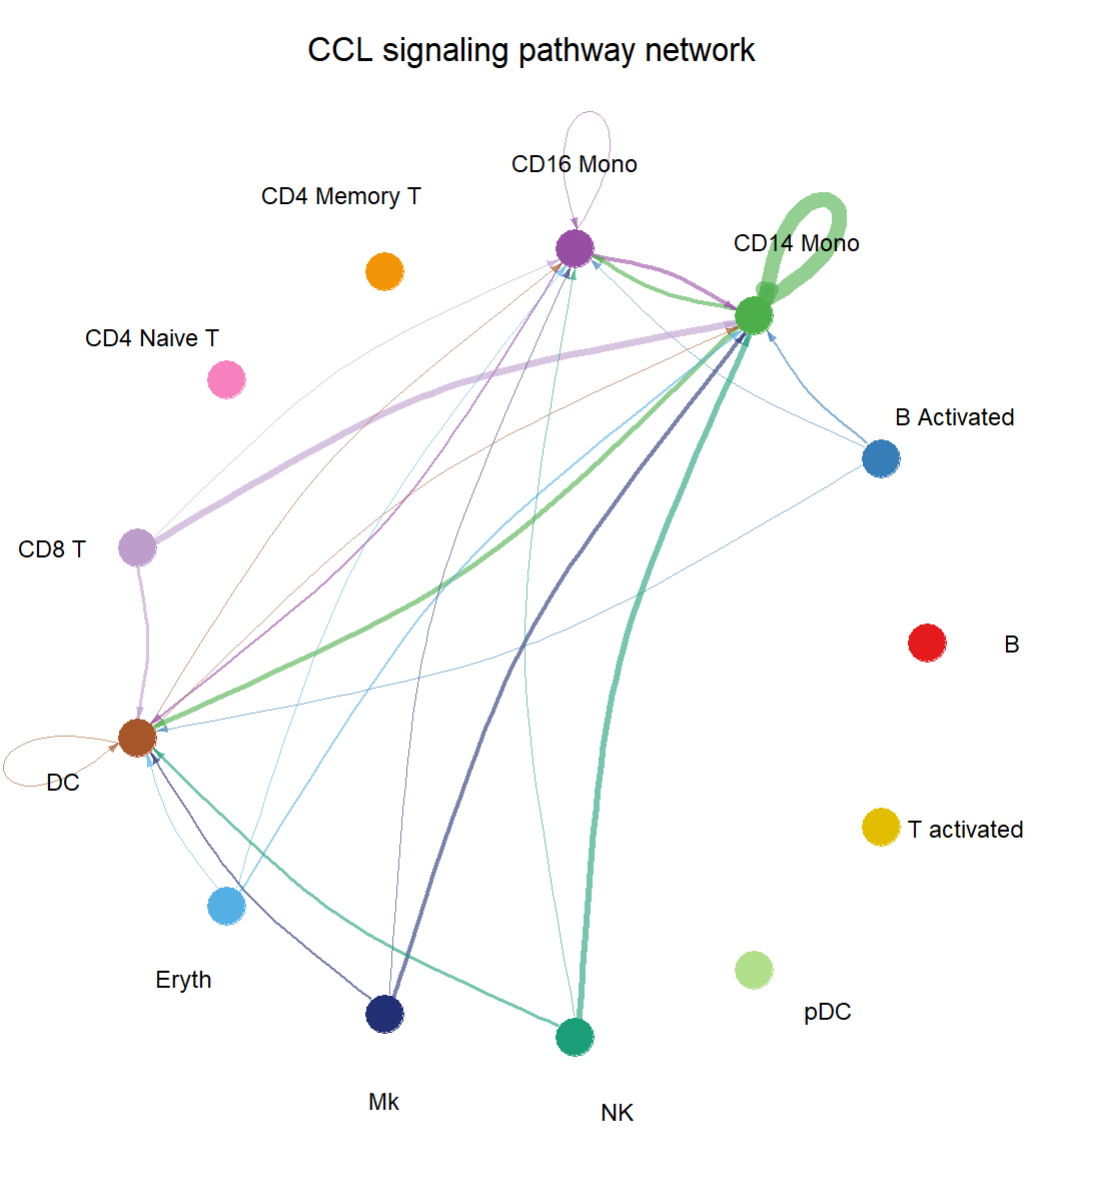 CCL signaling pathway network
CD16 Mono
CD4 Memory T
CD14 Mono
CD4 Naive T
B Activated
CD8 T
B
DC
T activated
Eryth
pDC
Mk
NK